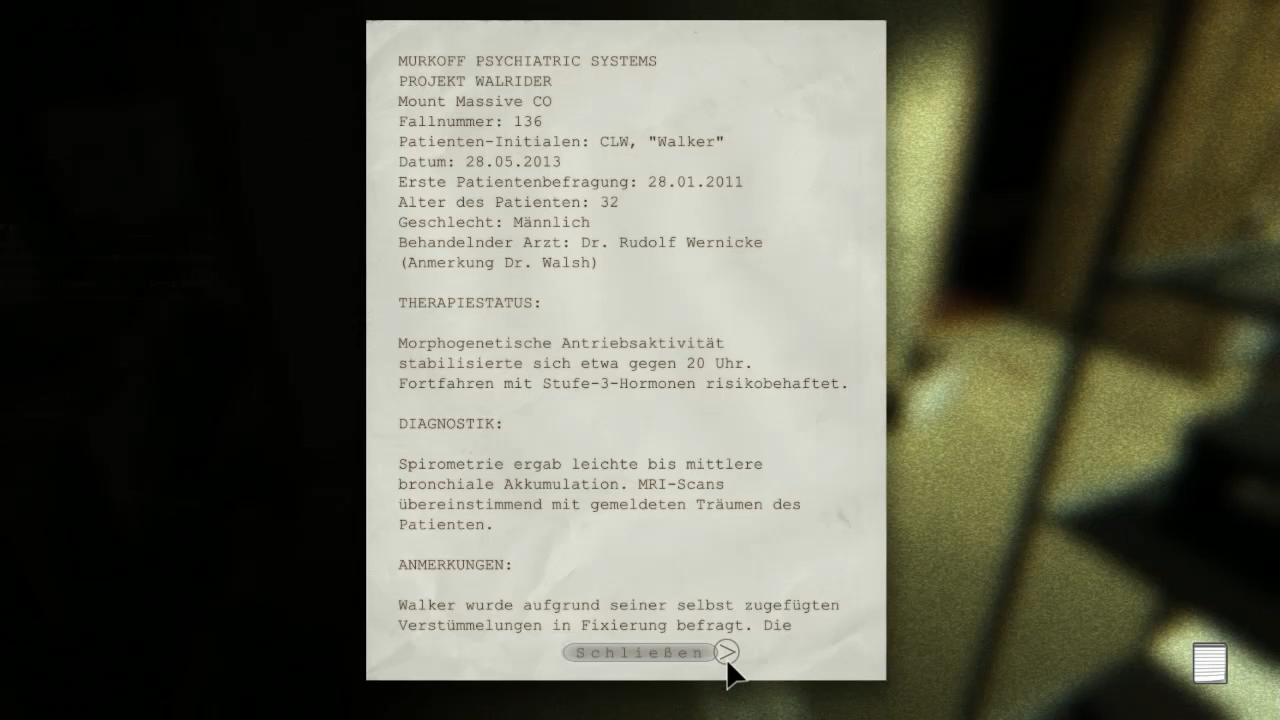 MURKOFF PSYCHIATRIC SYSTEMS
PROJEKT WALRIDER
Mount Massive CO
Fallnummer: 136
Patienten-Initialen: CLW, "Walker"
Datum: 28.05.2013
Erste Patientenbefragung: 28.01.2011
Alter des Patienten: 32
Geschlecht: Männlich
Behandelnder Arzt: Dr. Rudolf Wernicke
(Anmerkung Dr. Walsh)
THERAPIESTATUS:
Morphogenetische Antriebsaktivität
stabilisierte sich etwa gegen 20 Uhr.
Fortfahren mit Stufe-3-Hormonen risikobehaftet.
DIAGNOSTIK:
Spirometrie ergab leichte bis mittlere
bronchiale Akkumulation. MRI-Scans
übereinstimmend mit gemeldeten Träumen des
Patienten.
ANMERKUNGEN:
Walker wurde aufgrund seiner selbst zugefügten
Verstümmelungen in Fixierung befragt. Die
Schließen